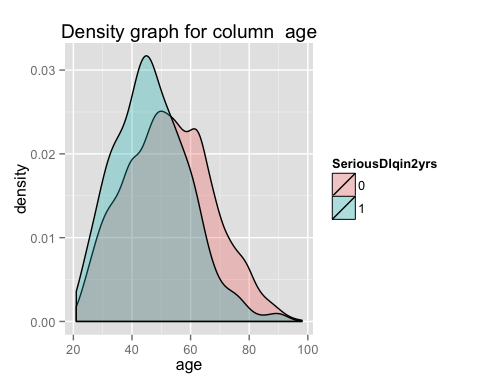 Density graph for column  age
0.03
0.02
0.01
0.00
density
20 40 60 80 100
age
SeriousDlqin2yrs
0
1